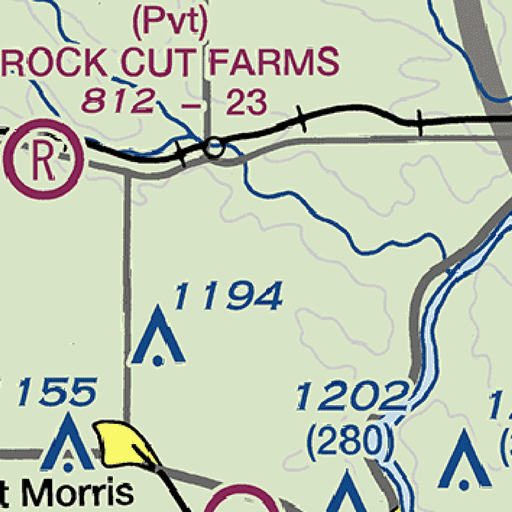 (Pvt)
ROCK CUT FARMS
812 – 23
R
1194
155
1202
(280)
t Morris